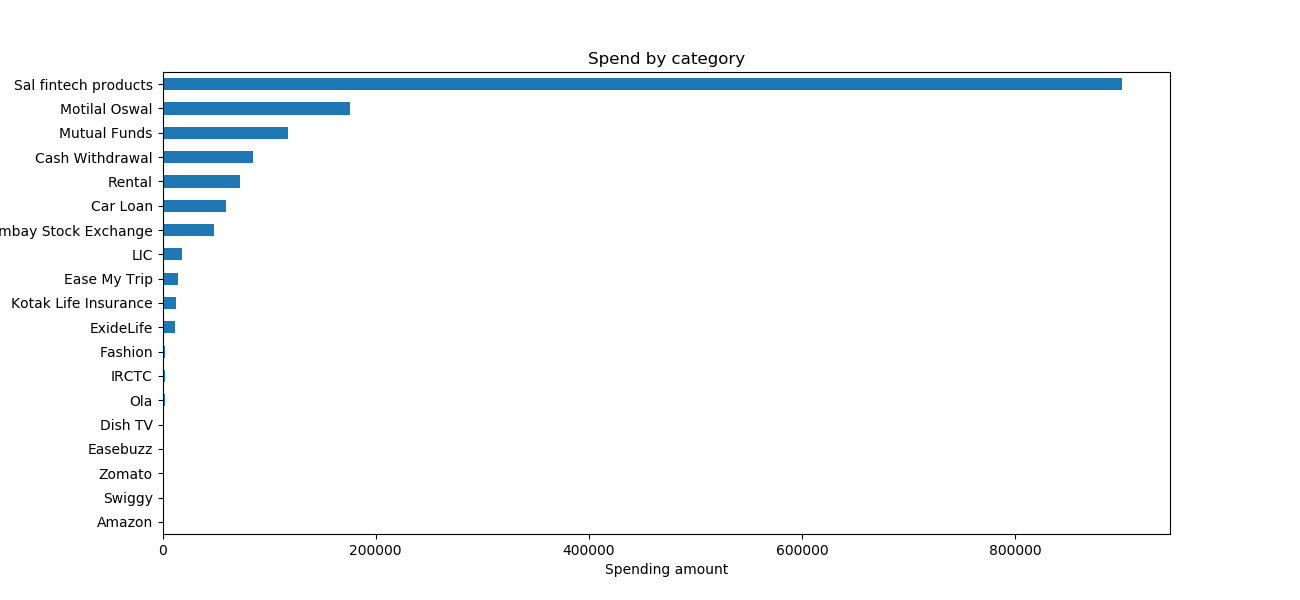 Spend by category
Sal fintech products
Motilal Oswal
Mutual Funds
Cash Withdrawal
Rental
Car Loan
mbay Stock Exchange
LIC
Ease My Trip
Kotak Life Insurance
ExideLife
Fashion
IRCTC
Ola
Dish TV
Easebuzz
Zomato
Swiggy
Amazon
0 200000 400000 600000 800000
Spending amount